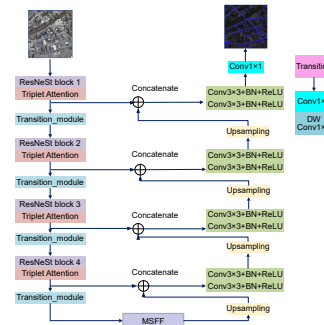 ResNeSt block 1
Triplet Attention
Transition_module
ResNeSt block 2
Triplet Attention
Transition_module
ResNeSt block 3
Triplet Attention
Transition_module
ResNeSt block 4
Triplet Attention
Transition_module
MSFF
Concatenate
Concatenate
Concatenate
Concatenate
Conv1×1
Conv3×3+BN+ReLU
Conv3×3+BN+ReLU
Upsampling
Conv3×3+BN+ReLU
Conv3×3+BN+ReLU
Upsampling
Conv3×3+BN+ReLU
Conv3×3+BN+ReLU
Upsampling
Conv3×3+BN+ReLU
Conv3×3+BN+ReLU
Upsampling
Transition
Conv1×
DW
Conv1×